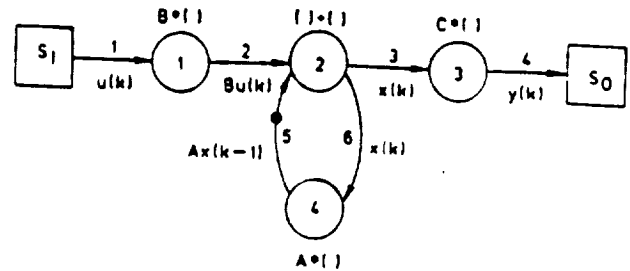 B*( )
( )+( )
C*( )
S_I
1
1
2
2
3
3
4
S_O
u(k)
Bu(k)
x(k)
y(k)
Ax(k-1)
5
6
x(k)
4
A*( )